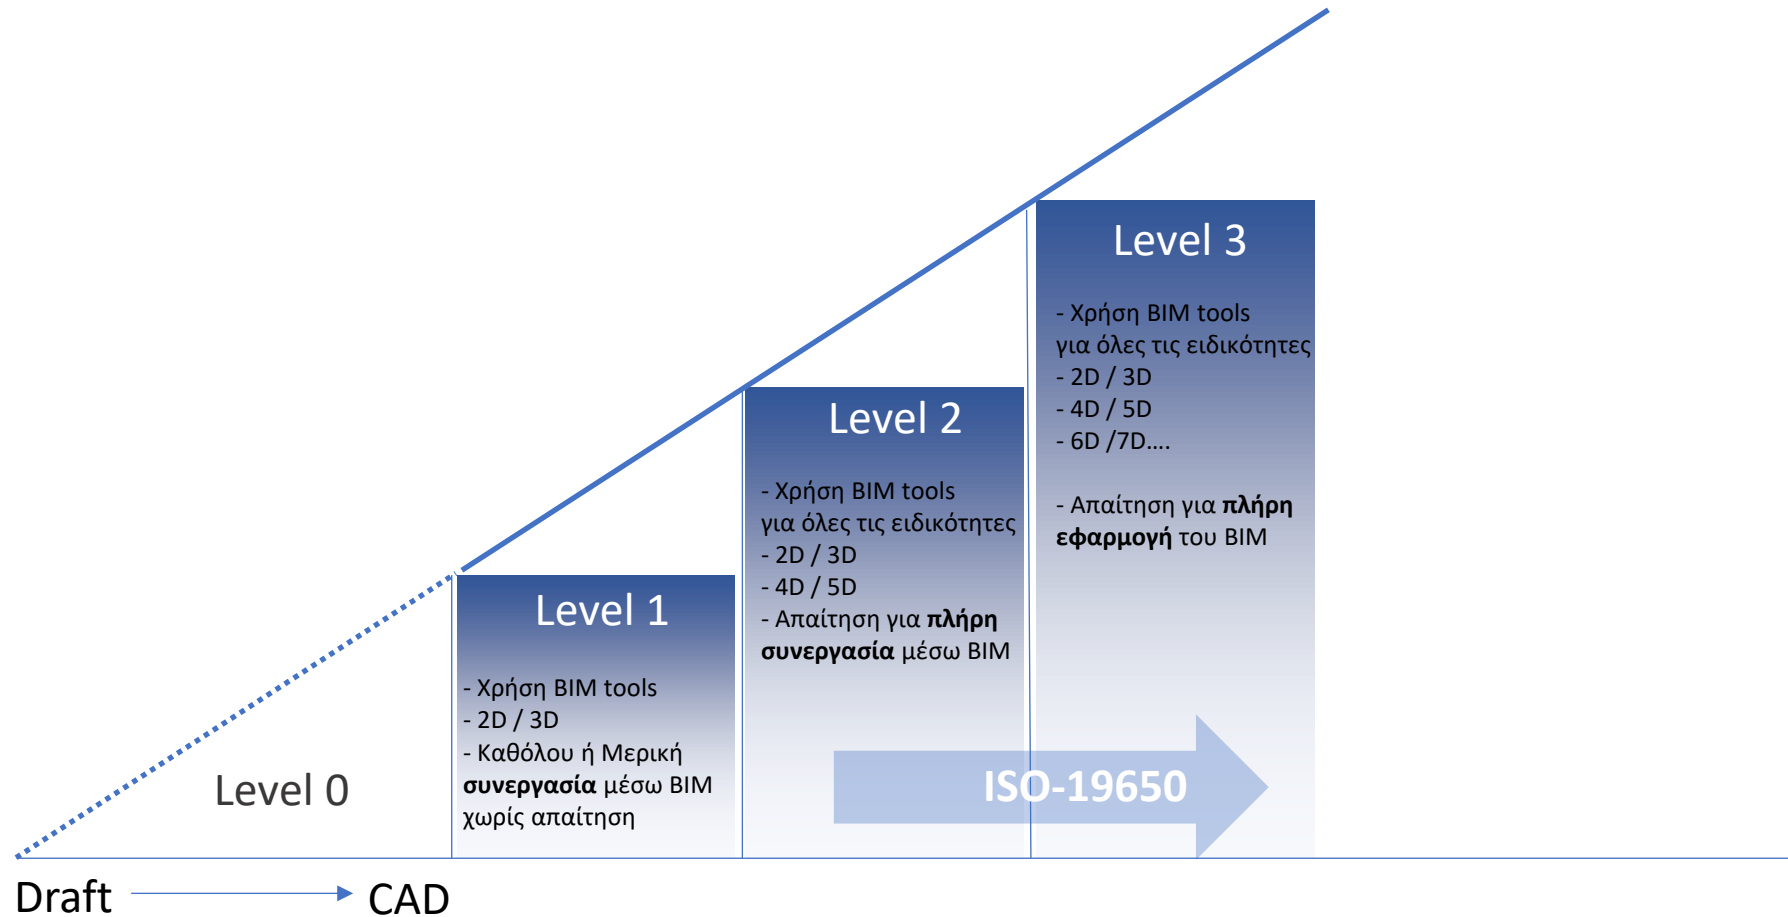 Level 3
- Χρήση BIM tools
για όλες τις ειδικότητες
- 2D / 3D
- 4D / 5D
- 6D /7D....
- Απαίτηση για πλήρη
εφαρμογή του BIM
Level 2
- Χρήση BIM tools
για όλες τις ειδικότητες
- 2D / 3D
- 4D / 5D
- Απαίτηση για πλήρη
συνεργασία μέσω BIM
Level 1
- Χρήση BIM tools
- 2D / 3D
- Καθόλου ή Μερική
συνεργασία μέσω BIM
χωρίς απαίτηση
Level 0
ISO-19650
Draft
CAD